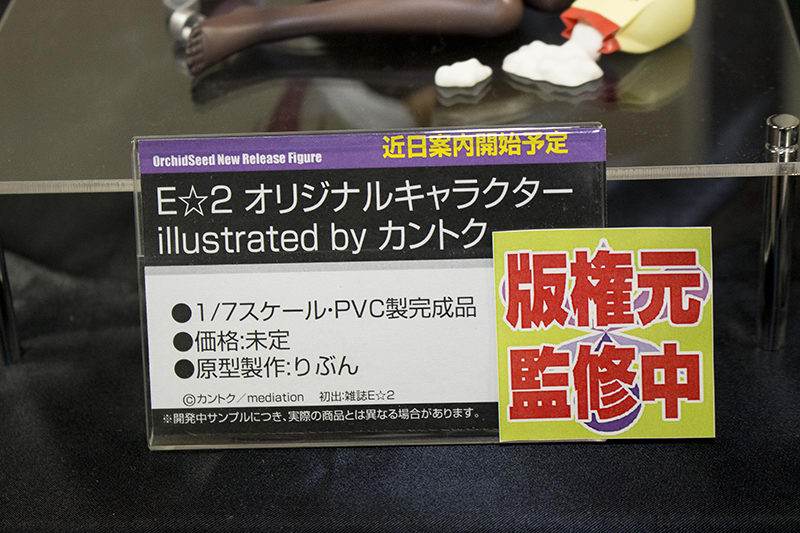 OrchidSeed New Release Figure
近日案内開始予定
E☆2 オリジナルキャラクター
illustrated by カントク
●1/7スケール・PVC製完成品
●価格:未定
●原型製作:りぶん
©カントク／mediation 初出:雑誌E☆2
※開発中サンプルにつき、実際の商品とは異なる場合があります。
版権元
監修中